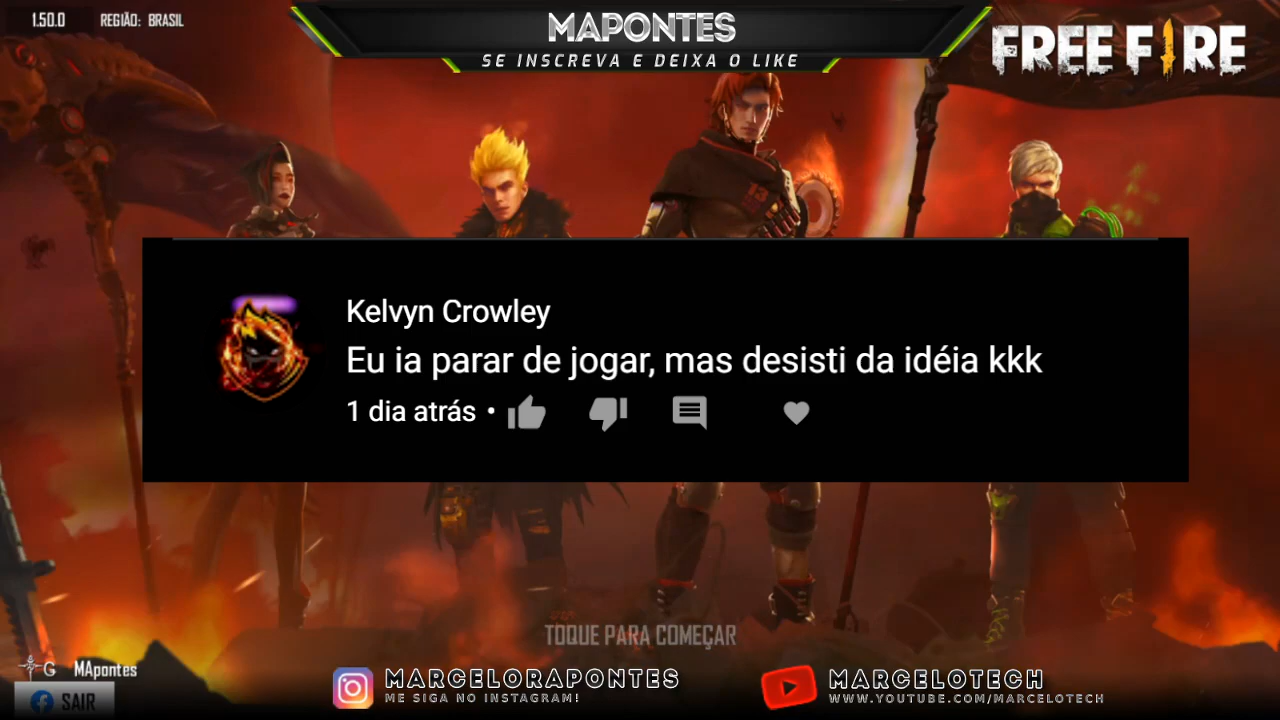 1.50.0 REGIÃO: BRASIL
MAPONTES
SE INSCREVA E DEIXA O LIKE
FREE FIRE
Kelvyn Crowley
Eu ia parar de jogar, mas desisti da idéia kkk
1 dia atrás •
TOQUE PARA COMEÇAR
G MApontes
SAIR
MARCELORAPONTES
ME SIGA NO INSTAGRAM!
MARCELOTECH
WWW.YOUTUBE.COM/MARCELOTECH